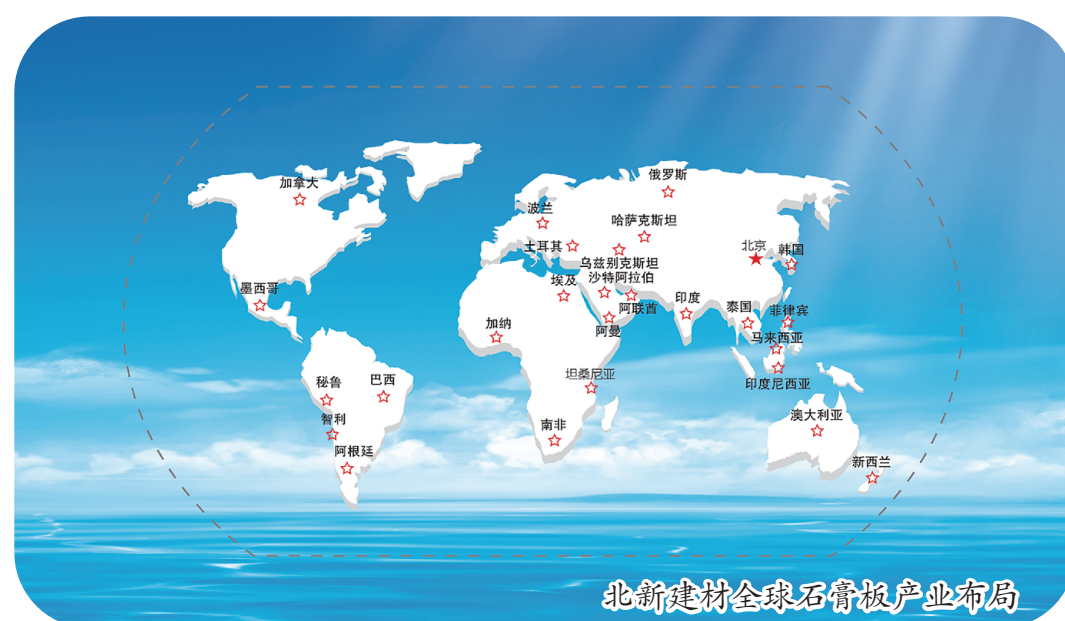 加拿大
俄罗斯
波兰
哈萨克斯坦
土耳其
北京
韩国
乌兹别克斯坦
沙特阿拉伯
埃及
墨西哥
阿联酋
印度
泰国
菲律宾
加纳
阿曼
马来西亚
坦桑尼亚
秘鲁
巴西
印度尼西亚
智利
澳大利亚
南非
阿根廷
新西兰
北新建材全球石膏板产业布局